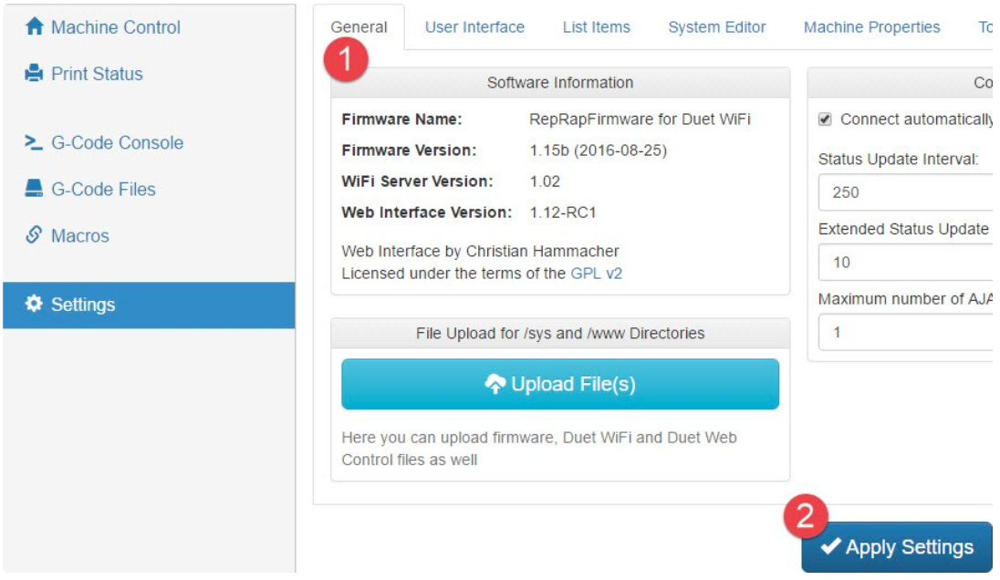 Machine Control
Print Status
G-Code Console
G-Code Files
Macros
Settings
General User Interface List Items System Editor Machine Properties To
1
Software Information
Firmware Name: RepRapFirmware for Duet WiFi
Firmware Version: 1.15b (2016-08-25)
WiFi Server Version: 1.02
Web Interface Version: 1.12-RC1
Web Interface by Christian Hammacher
Licensed under the terms of the GPL v2
File Upload for /sys and /www Directories
Upload File(s)
Here you can upload firmware, Duet WiFi and Duet Web
Control files as well
Co
Connect automatically
Status Update Interval:
250
Extended Status Update
10
Maximum number of AJA
1
2
Apply Settings